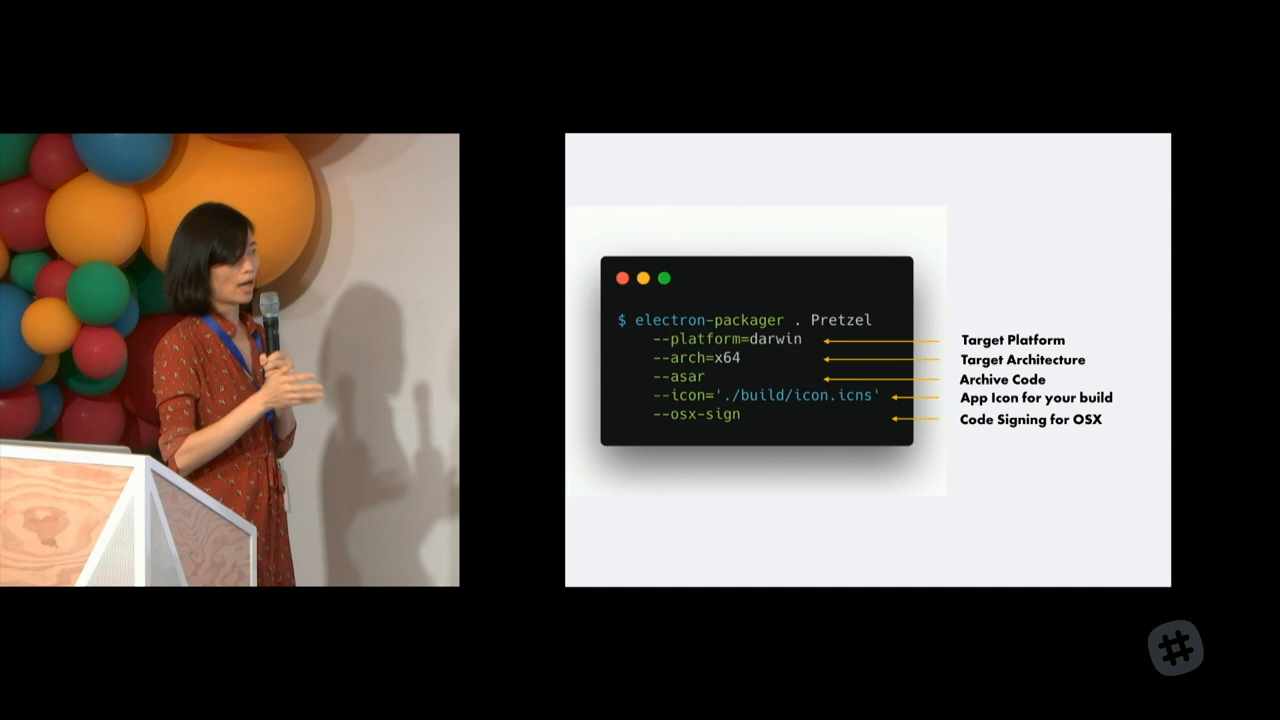 $ electron-packager . Pretzel
--platform=darwin
--arch=x64
--asar
--icon='./build/icon.icns'
--osx-sign
Target Platform
Target Architecture
Archive Code
App Icon for your build
Code Signing for OSX